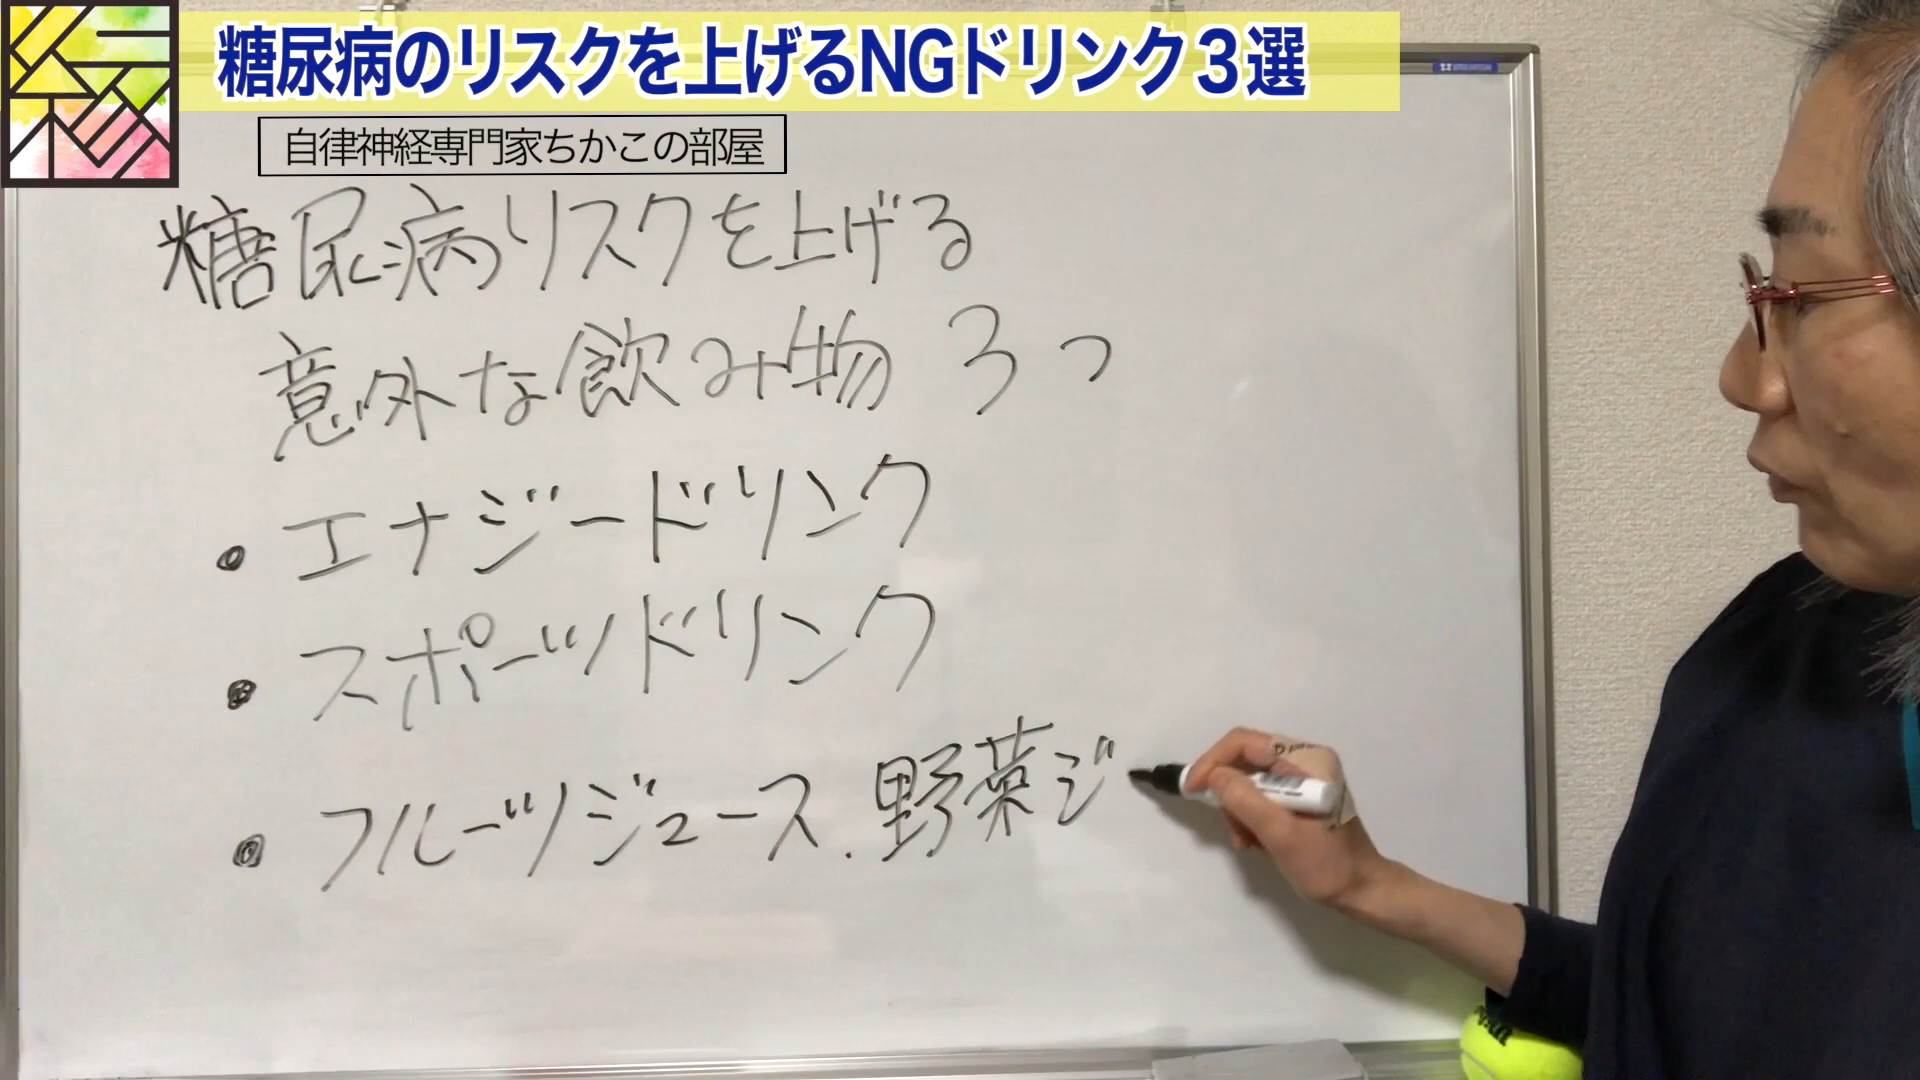 糖尿病のリスクを上げるNGドリンク3選
自律神経専門家ちかこの部屋
糖尿病リスクを上げる
意外な飲み物 3つ
・エナジードリンク
・スポーツドリンク
・フルーツジュース.野菜ジ